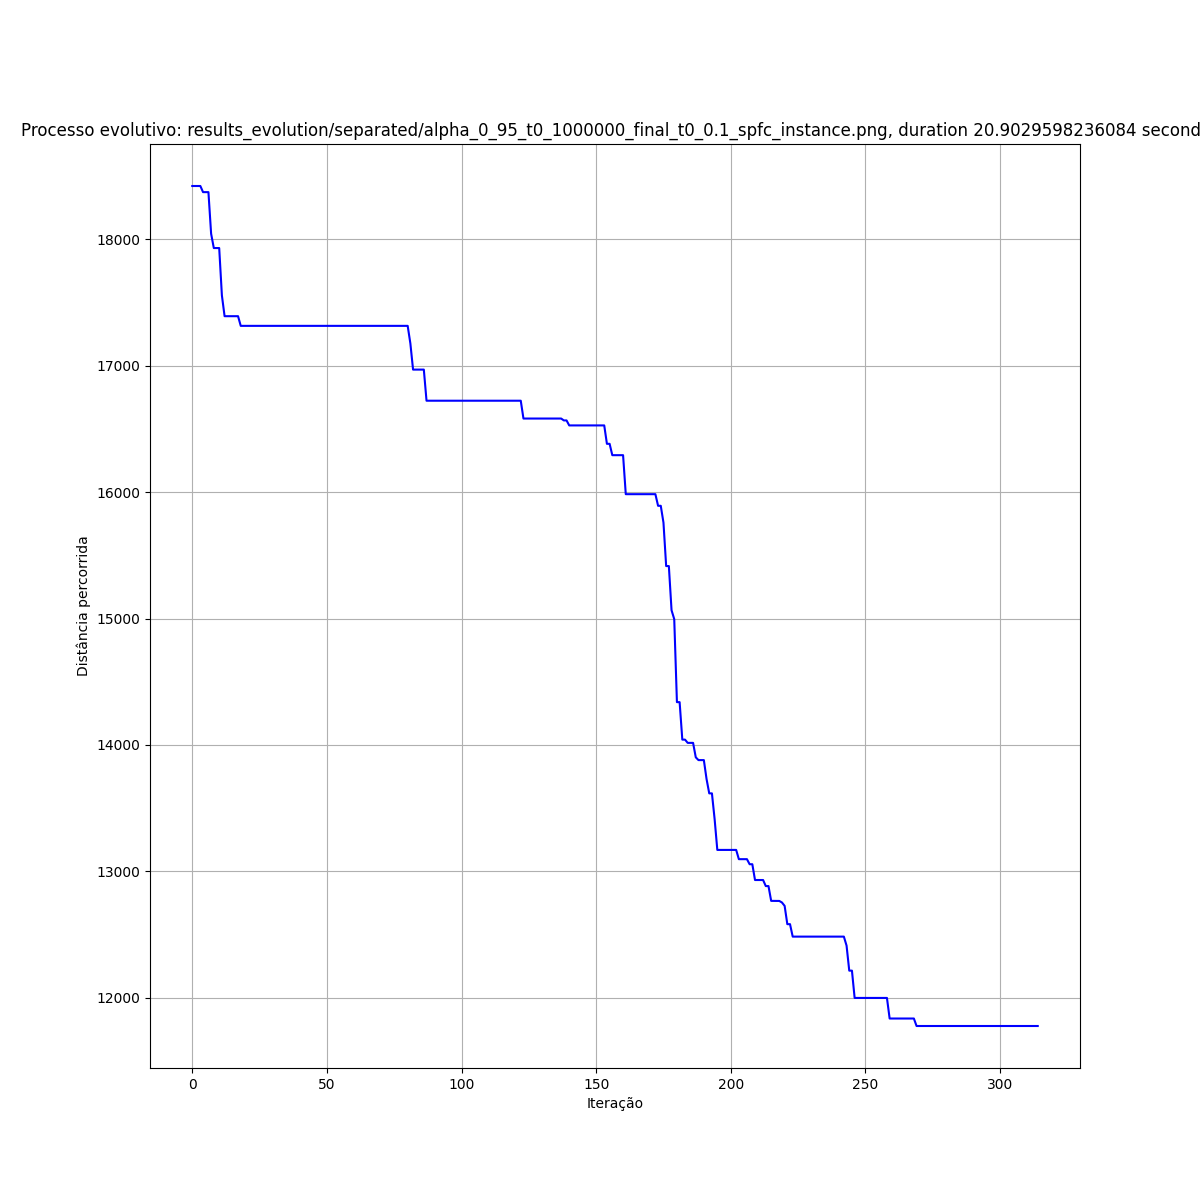 Processo evolutivo: results_evolution/separated/alpha_0_95_t0_1000000_final_t0_0.1_spfc_instance.png, duration 20.9029598236084 second
18000
17000
16000
15000
14000
13000
12000
Distância percorrida
0 50 100 150 200 250 300
Iteração